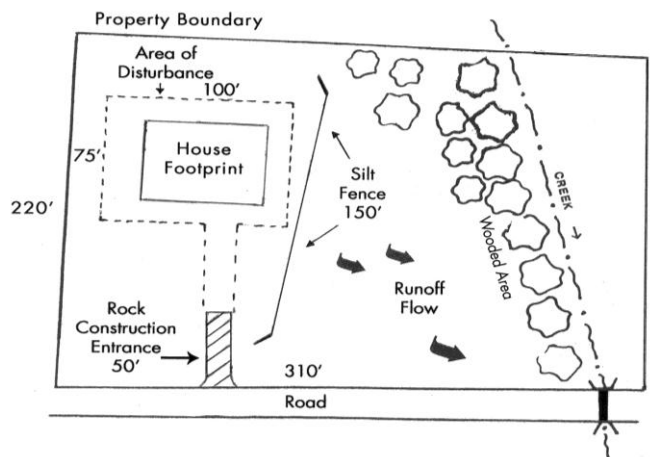 Property Boundary
Area of
Disturbance
100'
75'
House
Footprint
220'
Silt
Fence
150'
CREEK
Wooded Area
Runoff
Flow
Rock
Construction
Entrance
50'
310'
Road